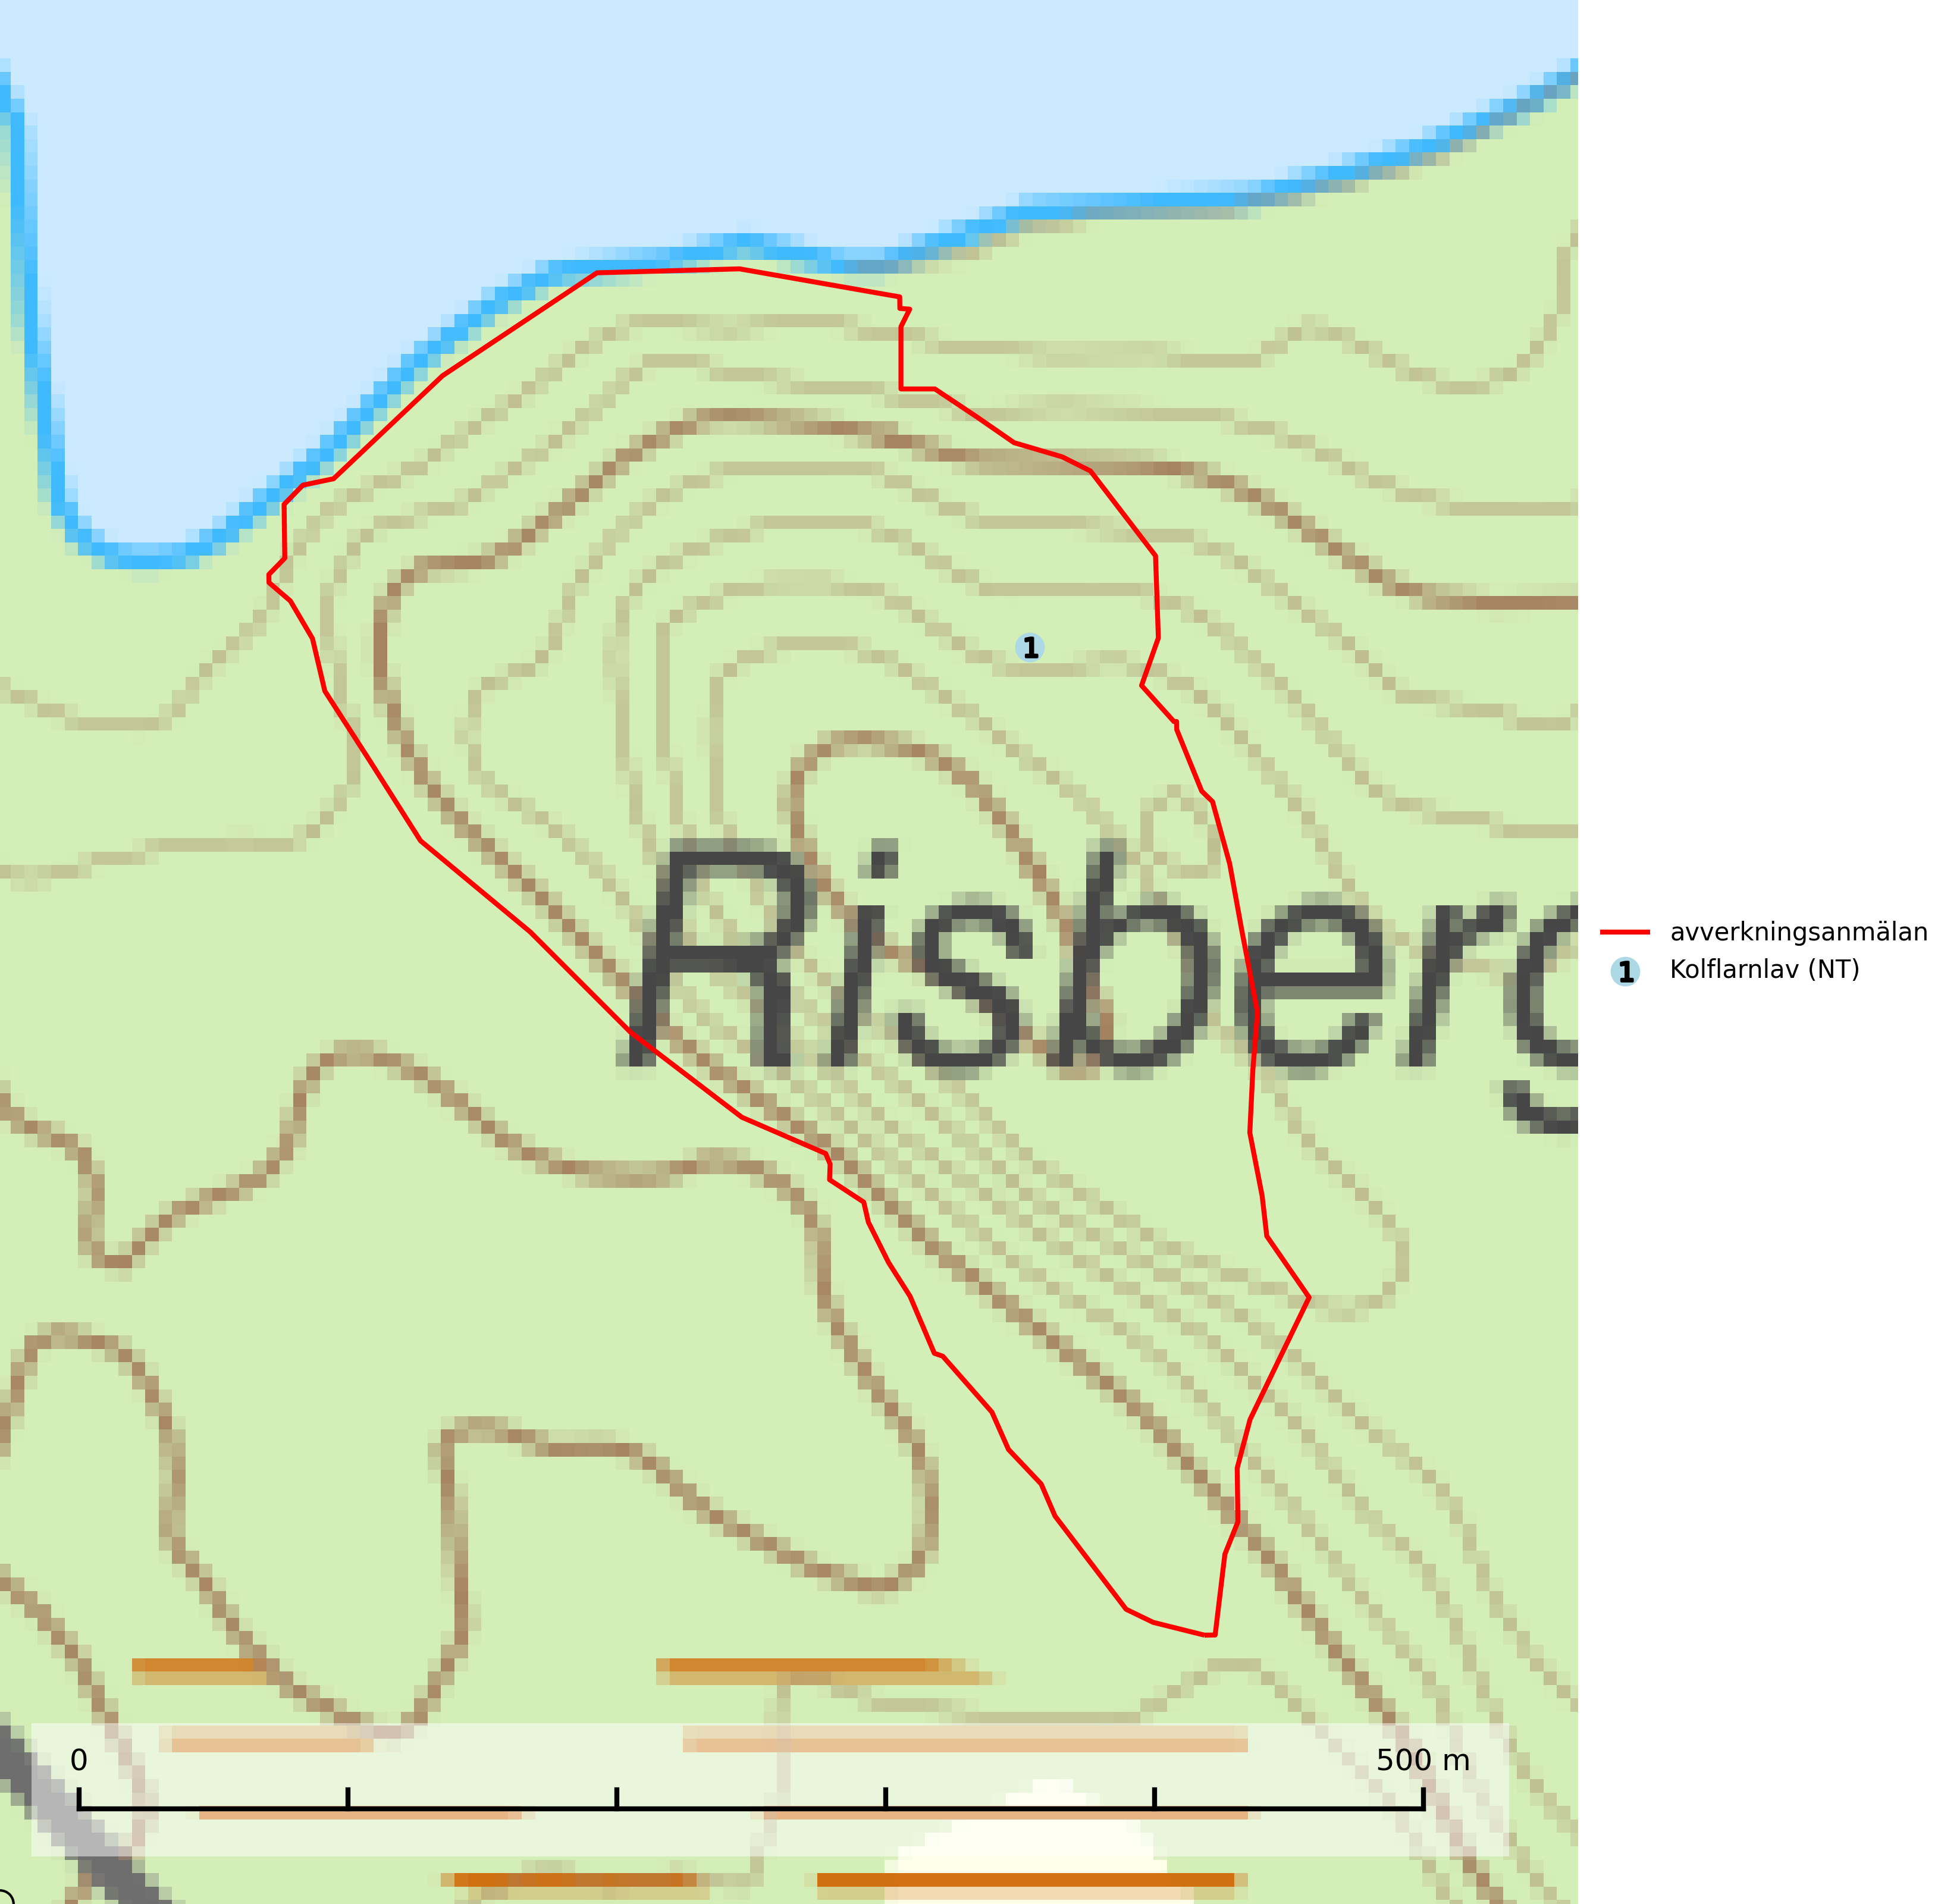 1
Risberg
avverkningsanmälan
1 Kolflarnlav (NT)
0 500 m